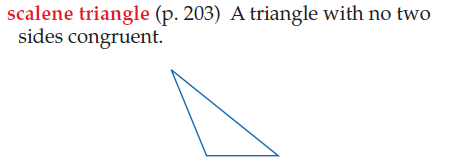 scalene triangle (p. 203) A triangle with no two
sides congruent.